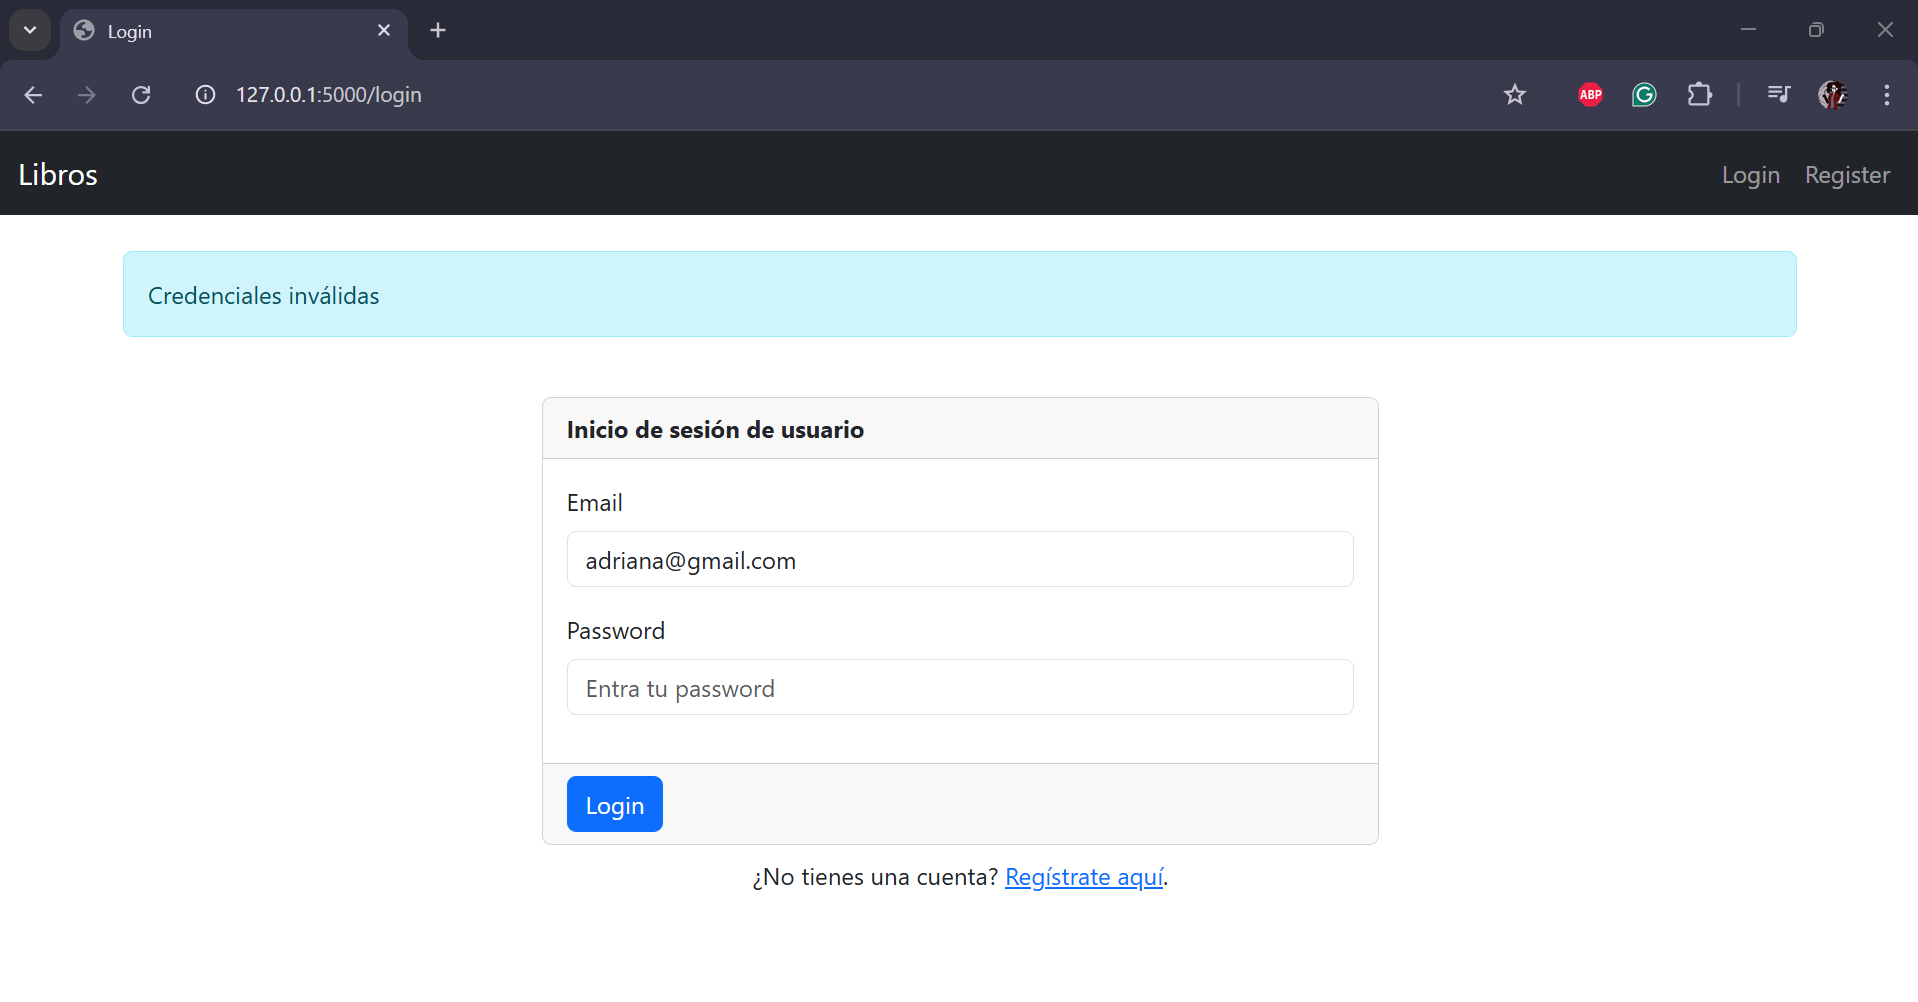 Login
127.0.0.1:5000/login
ABP
Libros
Login
Register
Credenciales inválidas
Inicio de sesión de usuario
Email
adriana@gmail.com
Password
Entra tu password
Login
¿No tienes una cuenta? Regístrate aquí.